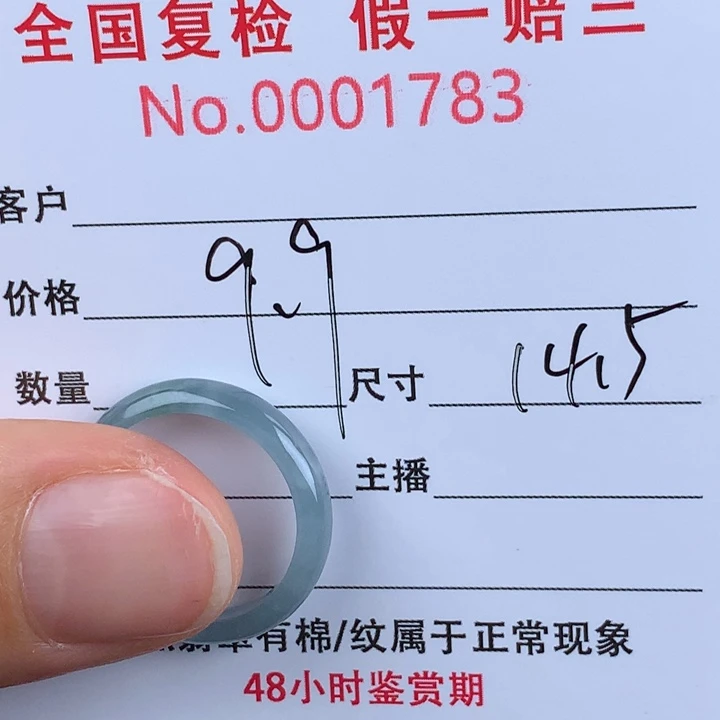 全国复检 假一赔三
No.0001783
客户
价格 9.9
数量 尺寸 14.5
主播
有棉/纹属于正常现象
48小时鉴赏期